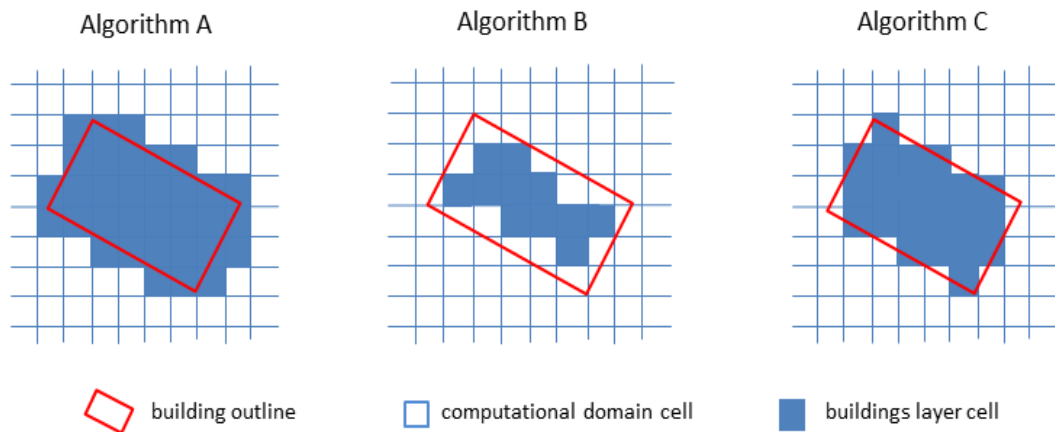 Algorithm A
Algorithm B
Algorithm C
building outline
computational domain cell
buildings layer cell